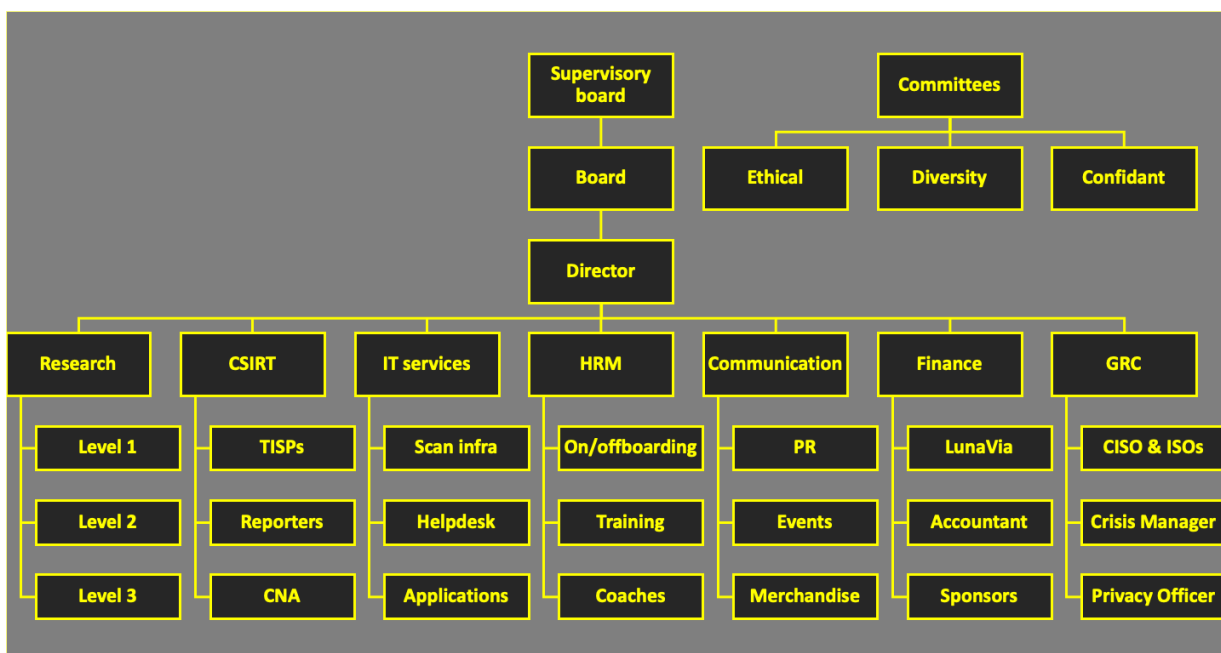 Supervisory
board
Committees
Board
Ethical
Diversity
Confidant
Director
Research
CSIRT
IT services
HRM
Communication
Finance
GRC
Level 1
TISPs
Scan infra
On/offboarding
PR
LunaVia
CISO & ISOs
Level 2
Reporters
Helpdesk
Training
Events
Accountant
Crisis Manager
Level 3
CNA
Applications
Coaches
Merchandise
Sponsors
Privacy Officer